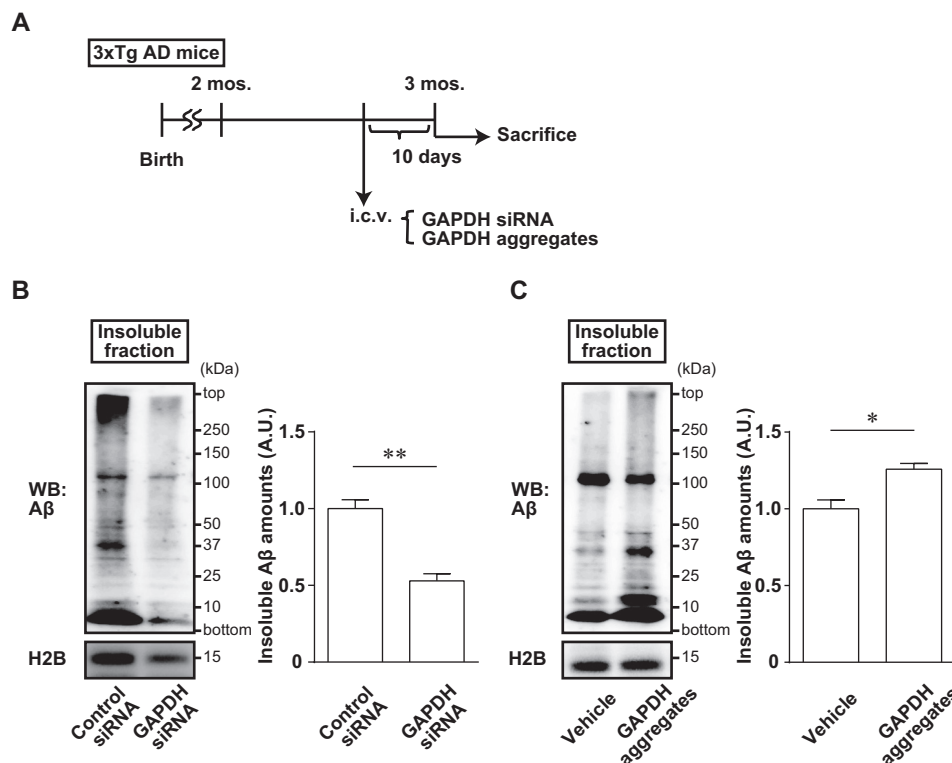 A
3xTg AD mice
2 mos.
3 mos.
Birth
10 days
Sacrifice
i.c.v.
GAPDH siRNA
GAPDH aggregates
B
Insoluble
fraction
(kDa)
top
250
150
100
50
37
25
10
bottom
WB:
Aβ
H2B
15
Control
siRNA
GAPDH
siRNA
Insoluble Aβ amounts (A.U.)
1.5
1.0
0.5
0
**
Control
siRNA
GAPDH
siRNA
C
Insoluble
fraction
(kDa)
top
250
150
100
50
37
25
10
bottom
WB:
Aβ
H2B
15
Vehicle
GAPDH
aggregates
Insoluble Aβ amounts (A.U.)
1.5
1.0
0.5
0
*
Vehicle
GAPDH
aggregates